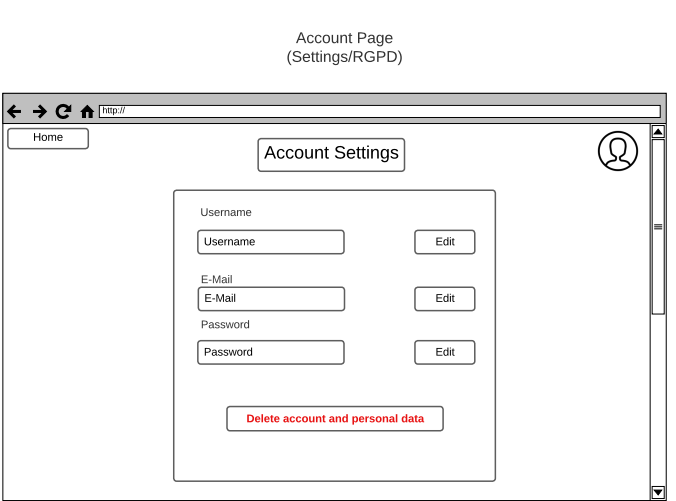 Account Page
(Settings/RGPD)
http://
Home
Account Settings
Username
Username
Edit
E-Mail
E-Mail
Edit
Password
Password
Edit
Delete account and personal data